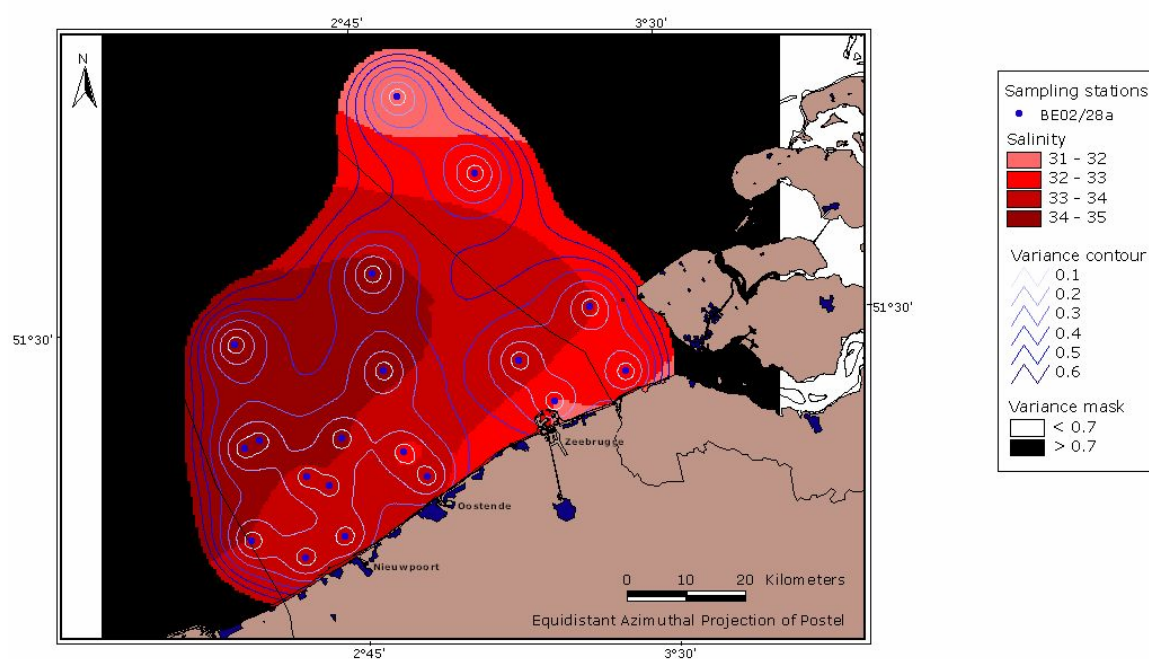 2°45' 3°30'
N
51°30'
51°30'
Zeebrugge
Oostende
Nieuwpoort
0 10 20 Kilometers
Equidistant Azimuthal Projection of Postel
2°45' 3°30'
Sampling stations
BE02/28a
Salinity
31 - 32
32 - 33
33 - 34
34 - 35
Variance contour
0.1
0.2
0.3
0.4
0.5
0.6
Variance mask
< 0.7
> 0.7